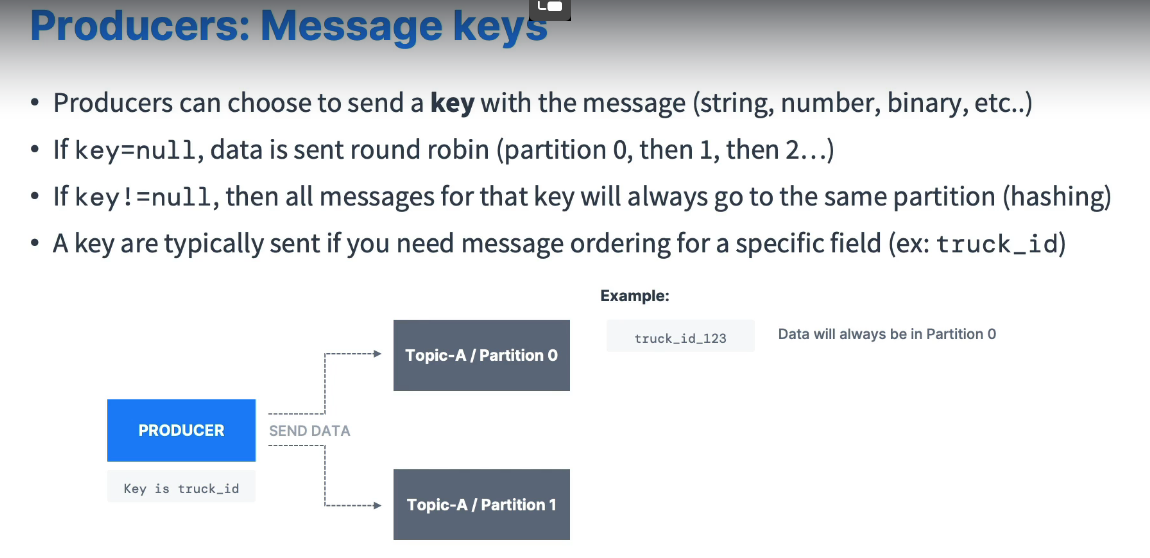 Producers: Message keys
• Producers can choose to send a key with the message (string, number, binary, etc..)
• If key=null, data is sent round robin (partition 0, then 1, then 2...)
• If key!=null, then all messages for that key will always go to the same partition (hashing)
• A key are typically sent if you need message ordering for a specific field (ex: truck_id)
Example:
truck_id_123
Data will always be in Partition 0
Topic-A / Partition 0
PRODUCER
SEND DATA
Key is truck_id
Topic-A / Partition 1